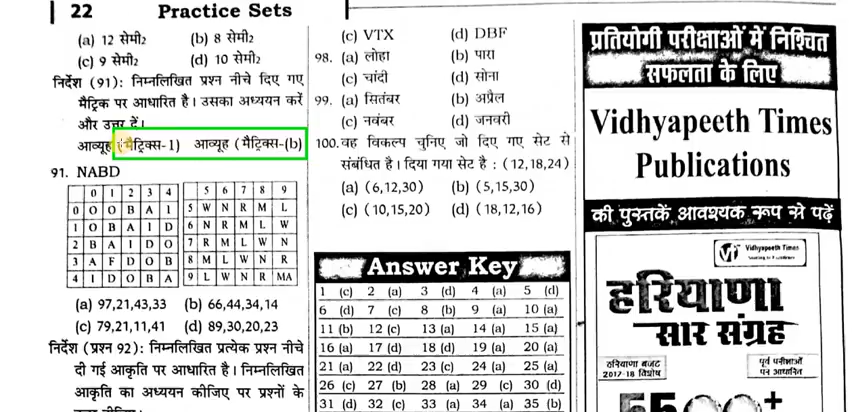 22 Practice Sets
(a) 12 सेमी2 (b) 8 सेमी2
(c) 9 सेमी2 (d) 10 सेमी2
निर्देश (91): निम्नलिखित प्रश्न नीचे दिए गए
मैट्रिक पर आधारित है। उसका अध्ययन करें
और उत्तर दें।
आव्यूह (मैट्रिक्स-1) आव्यूह (मैट्रिक्स-(b)
91. NABD
0 1 2 3 4
0 O O B A I
1 O B A I D
2 B A I D O
3 A F D O B
4 I D O B A
5 6 7 8 9
5 W N R M L
6 N R M L W
7 R M L W N
8 M L W N R
9 L W N R MA
(a) 97,21,43,33 (b) 66,44,34,14
(c) 79,21,11,41 (d) 89,30,20,23
निर्देश (प्रश्न 92): निम्नलिखित प्रत्येक प्रश्न नीचे
दी गई आकृति पर आधारित है। निम्नलिखित
आकृति का अध्ययन कीजिए पर प्रश्नों के
(c) VTX (d) DBF
98. (a) लोहा (b) पारा
(c) चांदी (d) सोना
99. (a) सितंबर (b) अप्रैल
(c) नवंबर (d) जनवरी
100. वह विकल्प चुनिए जो दिए गए सेट से
संबंधित है। दिया गया सेट है : (12,18,24)
(a) (6,12,30) (b) (5,15,30)
(c) (10,15,20) (d) (18,12,16)
Answer Key
1 (c) 2 (a) 3 (d) 4 (a) 5 (d)
6 (d) 7 (c) 8 (b) 9 (a) 10 (a)
11 (b) 12 (c) 13 (a) 14 (a) 15 (a)
16 (a) 17 (d) 18 (d) 19 (a) 20 (a)
21 (a) 22 (d) 23 (c) 24 (a) 25 (a)
26 (c) 27 (b) 28 (a) 29 (c) 30 (d)
31 (d) 32 (c) 33 (a) 34 (a) 35 (b)
प्रतियोगी परीक्षाओं में निश्चित
सफलता के लिए
Vidhyapeeth Times
Publications
की पुस्तकें आवश्यक रूप से पढ़ें
Vidhyapeeth Times
हरियाणा
सार संग्रह
हरियाणा बजट
2017-18 विशेष
पूर्व परीक्षाओं
पर आधारित